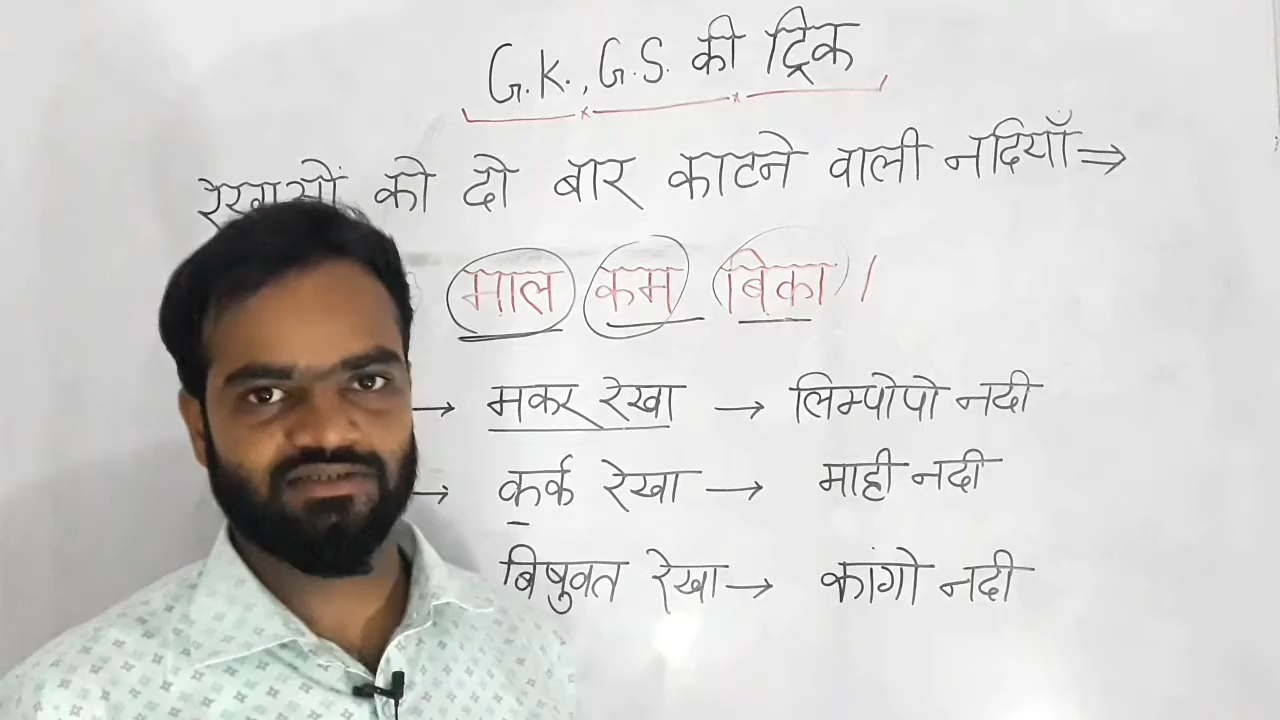 G.K., G.S. की ट्रिक
रेखाओं को दो बार काटने वाली नदियाँ ⇒
माल कम बिका।
→ मकर रेखा → लिम्पोपो नदी
→ कर्क रेखा → माही नदी
बिषुवत रेखा → कांगो नदी